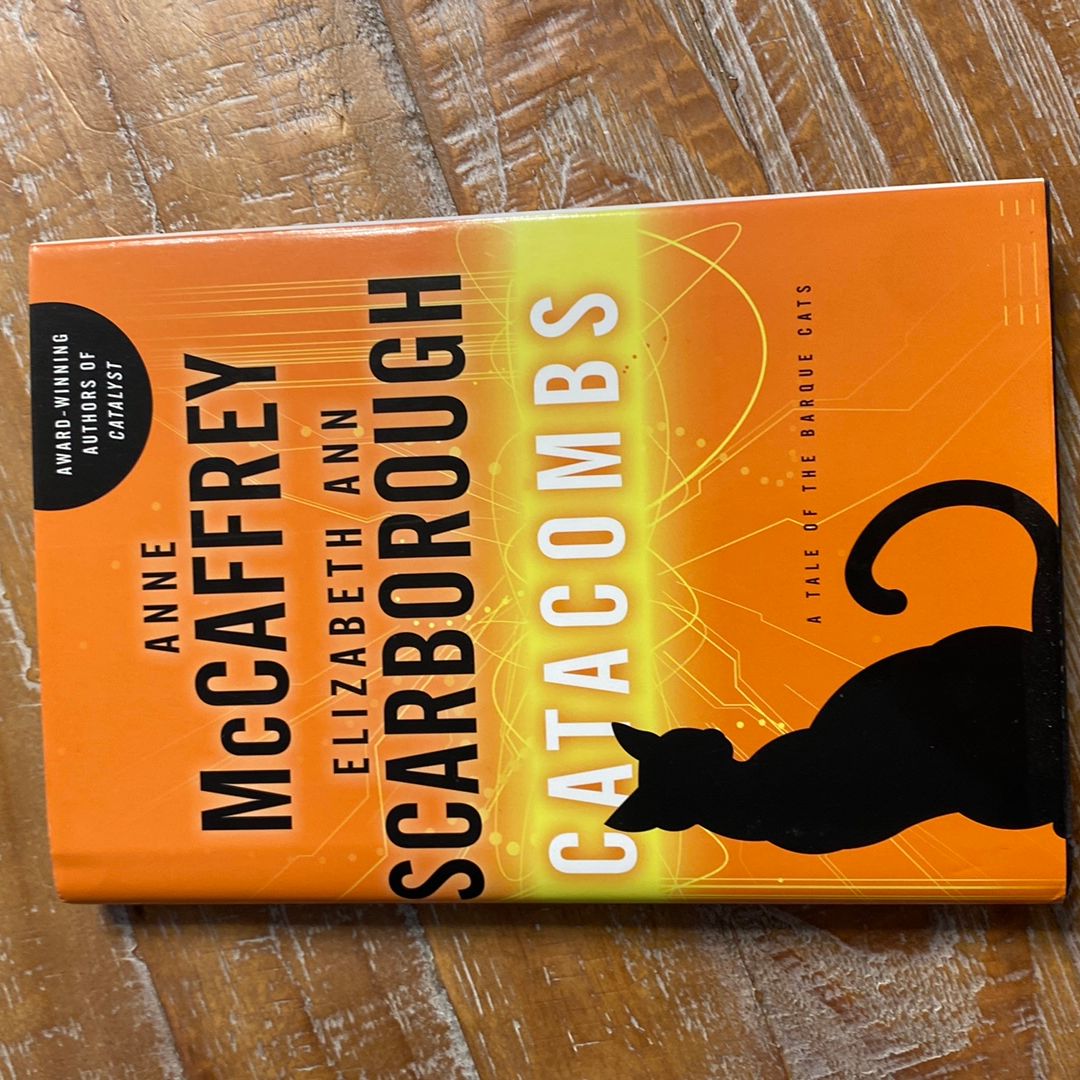 AWARD-WINNING
AUTHORS OF
CATALYST
ANNE
McCAFFREY
ELIZABETH ANN
SCARBOROUGH
CATACOMBS
A TALE OF THE BARQUE CATS